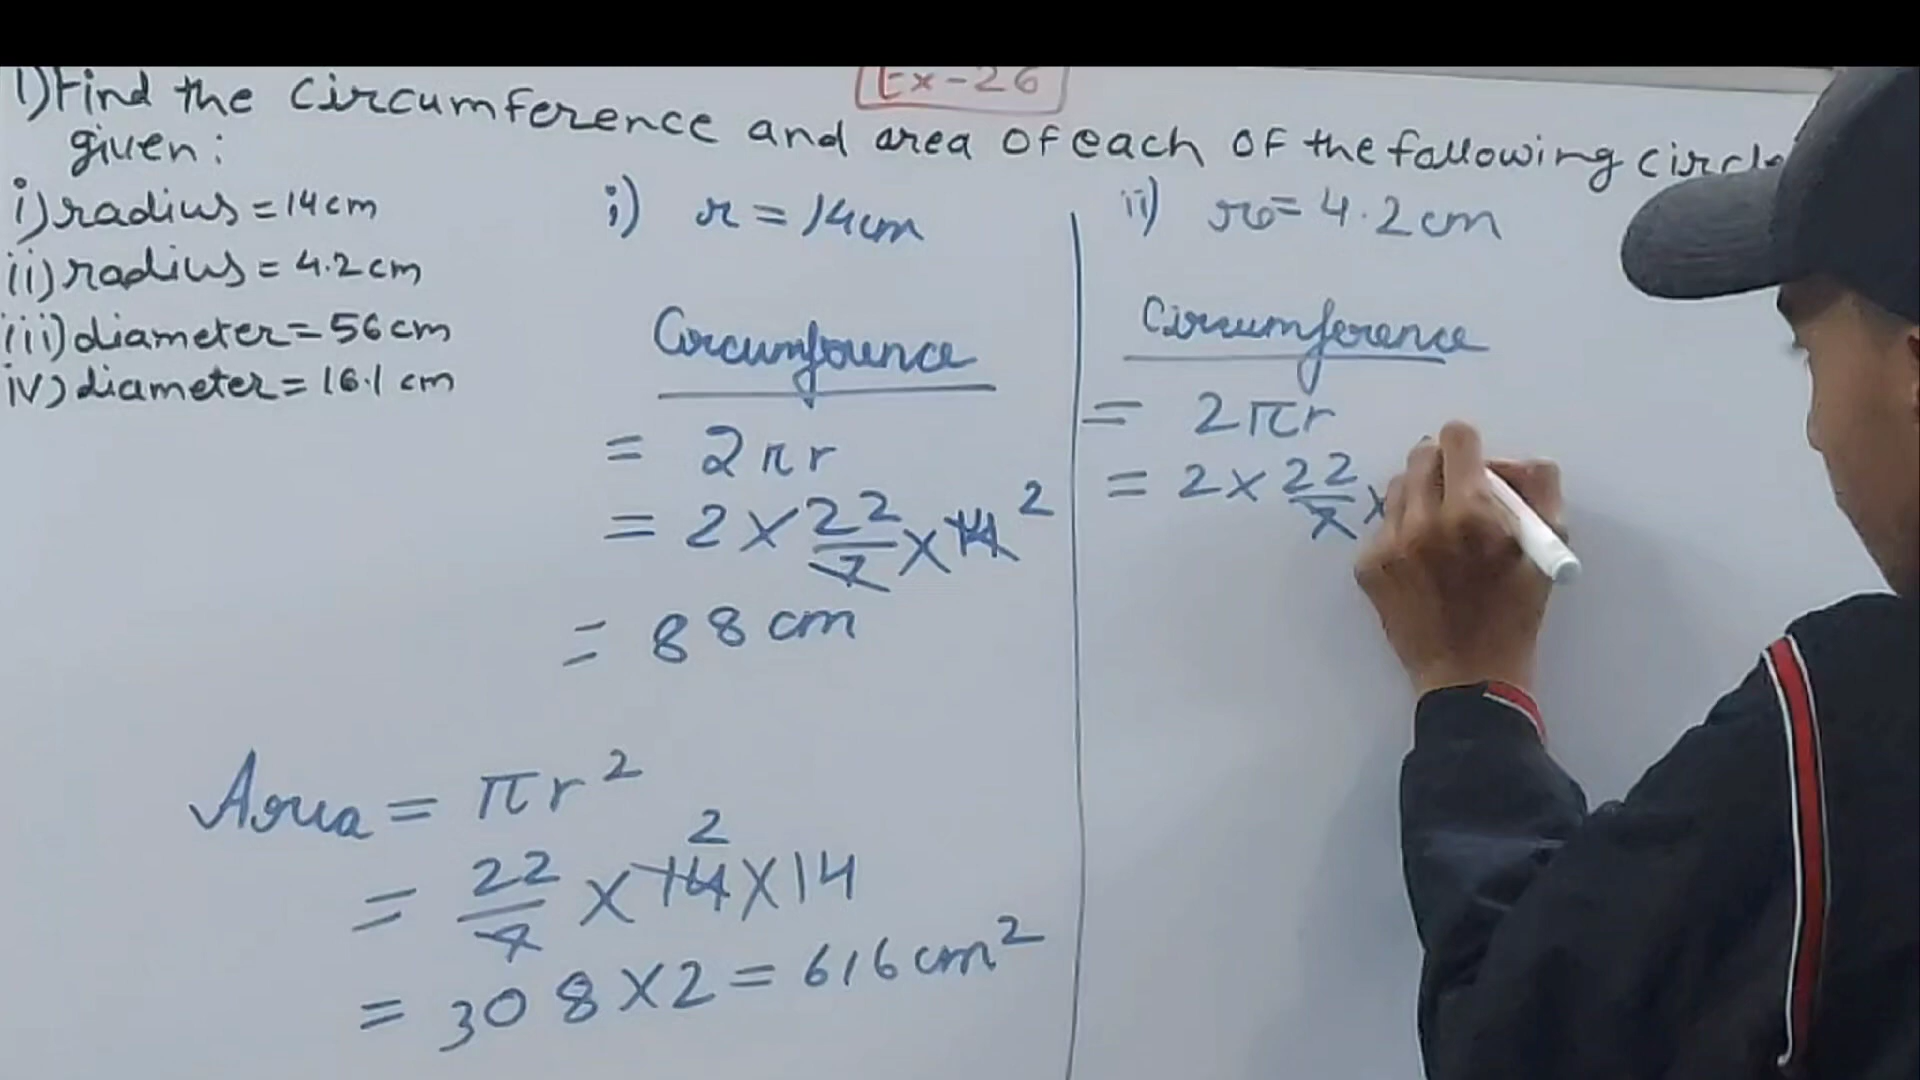 Ex-26
1) Find the circumference and area of each of the following circle
given:
i) radius = 14 cm
ii) radius = 4.2 cm
iii) diameter = 56 cm
iv) diameter = 16.1 cm
i) r = 14 cm
Circumference
= 2πr
= 2 × 22/7 × 14 2
= 88 cm
Area = πr²
= 22/7 × 14 2 × 14
= 308 × 2 = 616 cm²
ii) r = 4.2 cm
Circumference
= 2πr
= 2 × 22/7 ×